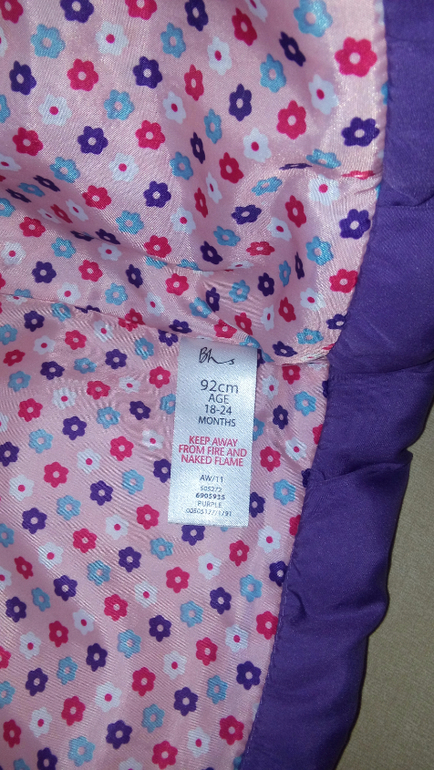 Bhs
92cm
AGE
18-24
MONTHS
KEEP AWAY
FROM FIRE AND
NAKED FLAME
AW/11
6905935
PURPLE